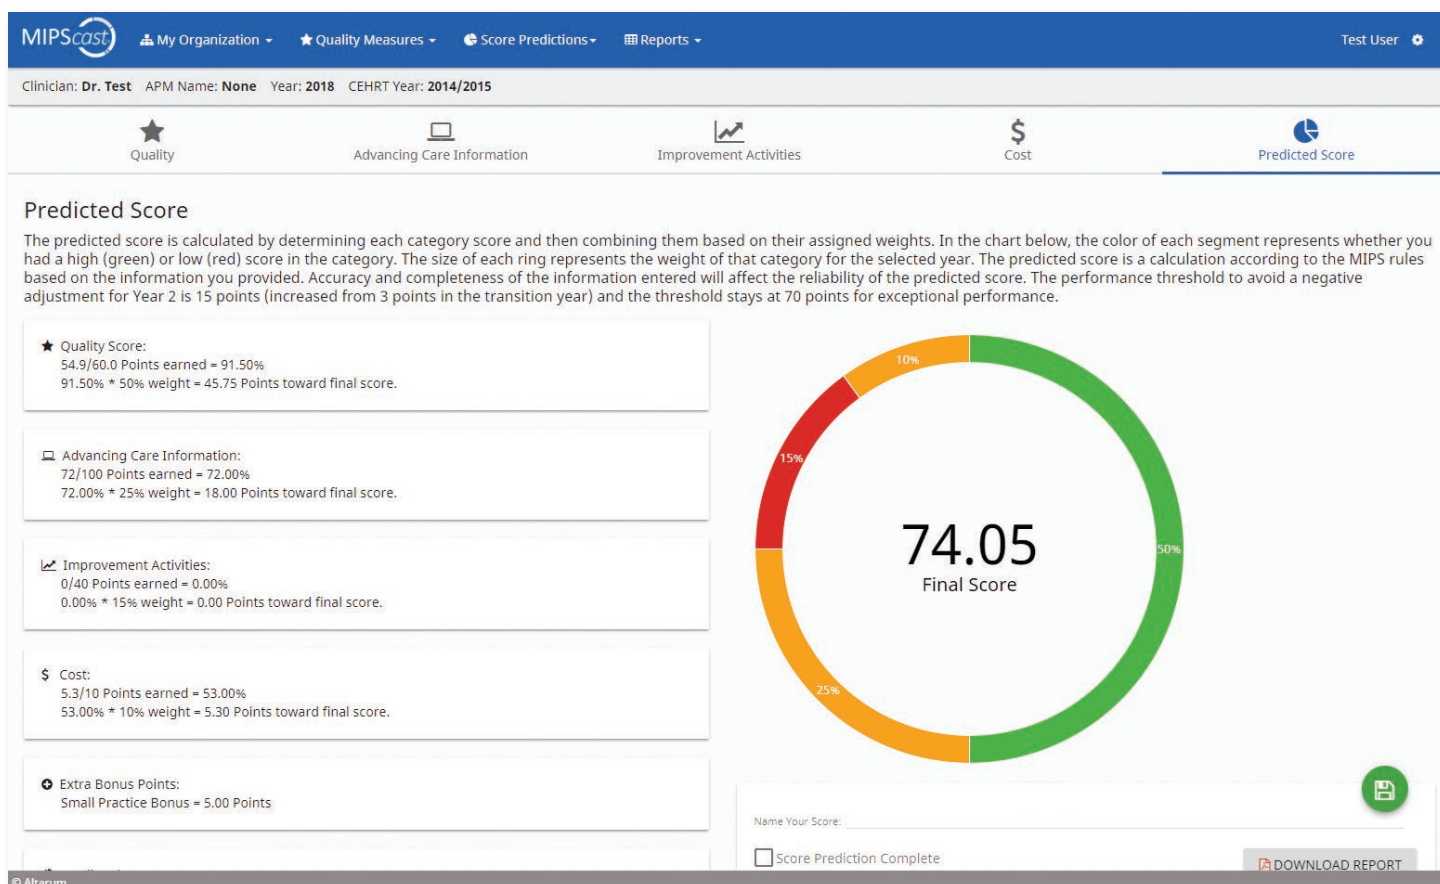 MIPScast
My Organization
Quality Measures
Score Predictions
Reports
Test User
Clinician: Dr. Test APM Name: None Year: 2018 CEHRT Year: 2014/2015
Quality
Advancing Care Information
Improvement Activities
$
Cost
Predicted Score
Predicted Score
The predicted score is calculated by determining each category score and then combining them based on their assigned weights. In the chart below, the color of each segment represents whether you
had a high (green) or low (red) score in the category. The size of each ring represents the weight of that category for the selected year. The predicted score is a calculation according to the MIPS rules
based on the information you provided. Accuracy and completeness of the information entered will affect the reliability of the predicted score. The performance threshold to avoid a negative
adjustment for Year 2 is 15 points (increased from 3 points in the transition year) and the threshold stays at 70 points for exceptional performance.
Quality Score:
54.9/60.0 Points earned = 91.50%
91.50% * 50% weight = 45.75 Points toward final score.
Advancing Care Information:
72/100 Points earned = 72.00%
72.00% * 25% weight = 18.00 Points toward final score.
Improvement Activities:
0/40 Points earned = 0.00%
0.00% * 15% weight = 0.00 Points toward final score.
$ Cost:
5.3/10 Points earned = 53.00%
53.00% * 10% weight = 5.30 Points toward final score.
Extra Bonus Points:
Small Practice Bonus = 5.00 Points
10%
15%
50%
25%
74.05
Final Score
Name Your Score:
Score Prediction Complete
DOWNLOAD REPORT
© Altarum